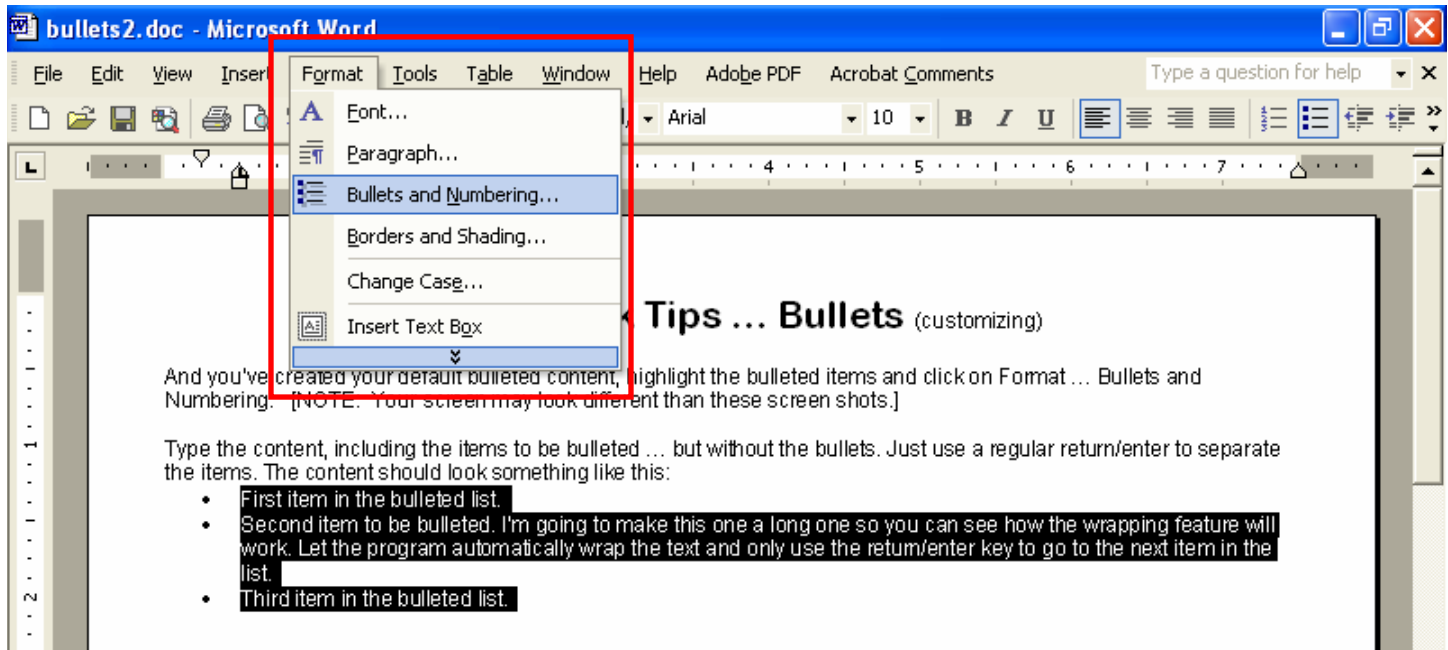 bullets2.doc - Microsoft Word
File Edit View Insert Format Tools Table Window Help Adobe PDF Acrobat Comments Type a question for help
Arial 10 B I U
Font...
Paragraph...
Bullets and Numbering...
Borders and Shading...
Change Case...
Insert Text Box
L 4 5 6 7
Tips ... Bullets (customizing)
And you've created your default bulleted content, highlight the bulleted items and click on Format ... Bullets and
Numbering. [NOTE: Your screen may look different than these screen shots.]
1
Type the content, including the items to be bulleted ... but without the bullets. Just use a regular return/enter to separate
the items. The content should look something like this:
• First item in the bulleted list.
• Second item to be bulleted. I'm going to make this one a long one so you can see how the wrapping feature will
work. Let the program automatically wrap the text and only use the return/enter key to go to the next item in the
list.
2
• Third item in the bulleted list.